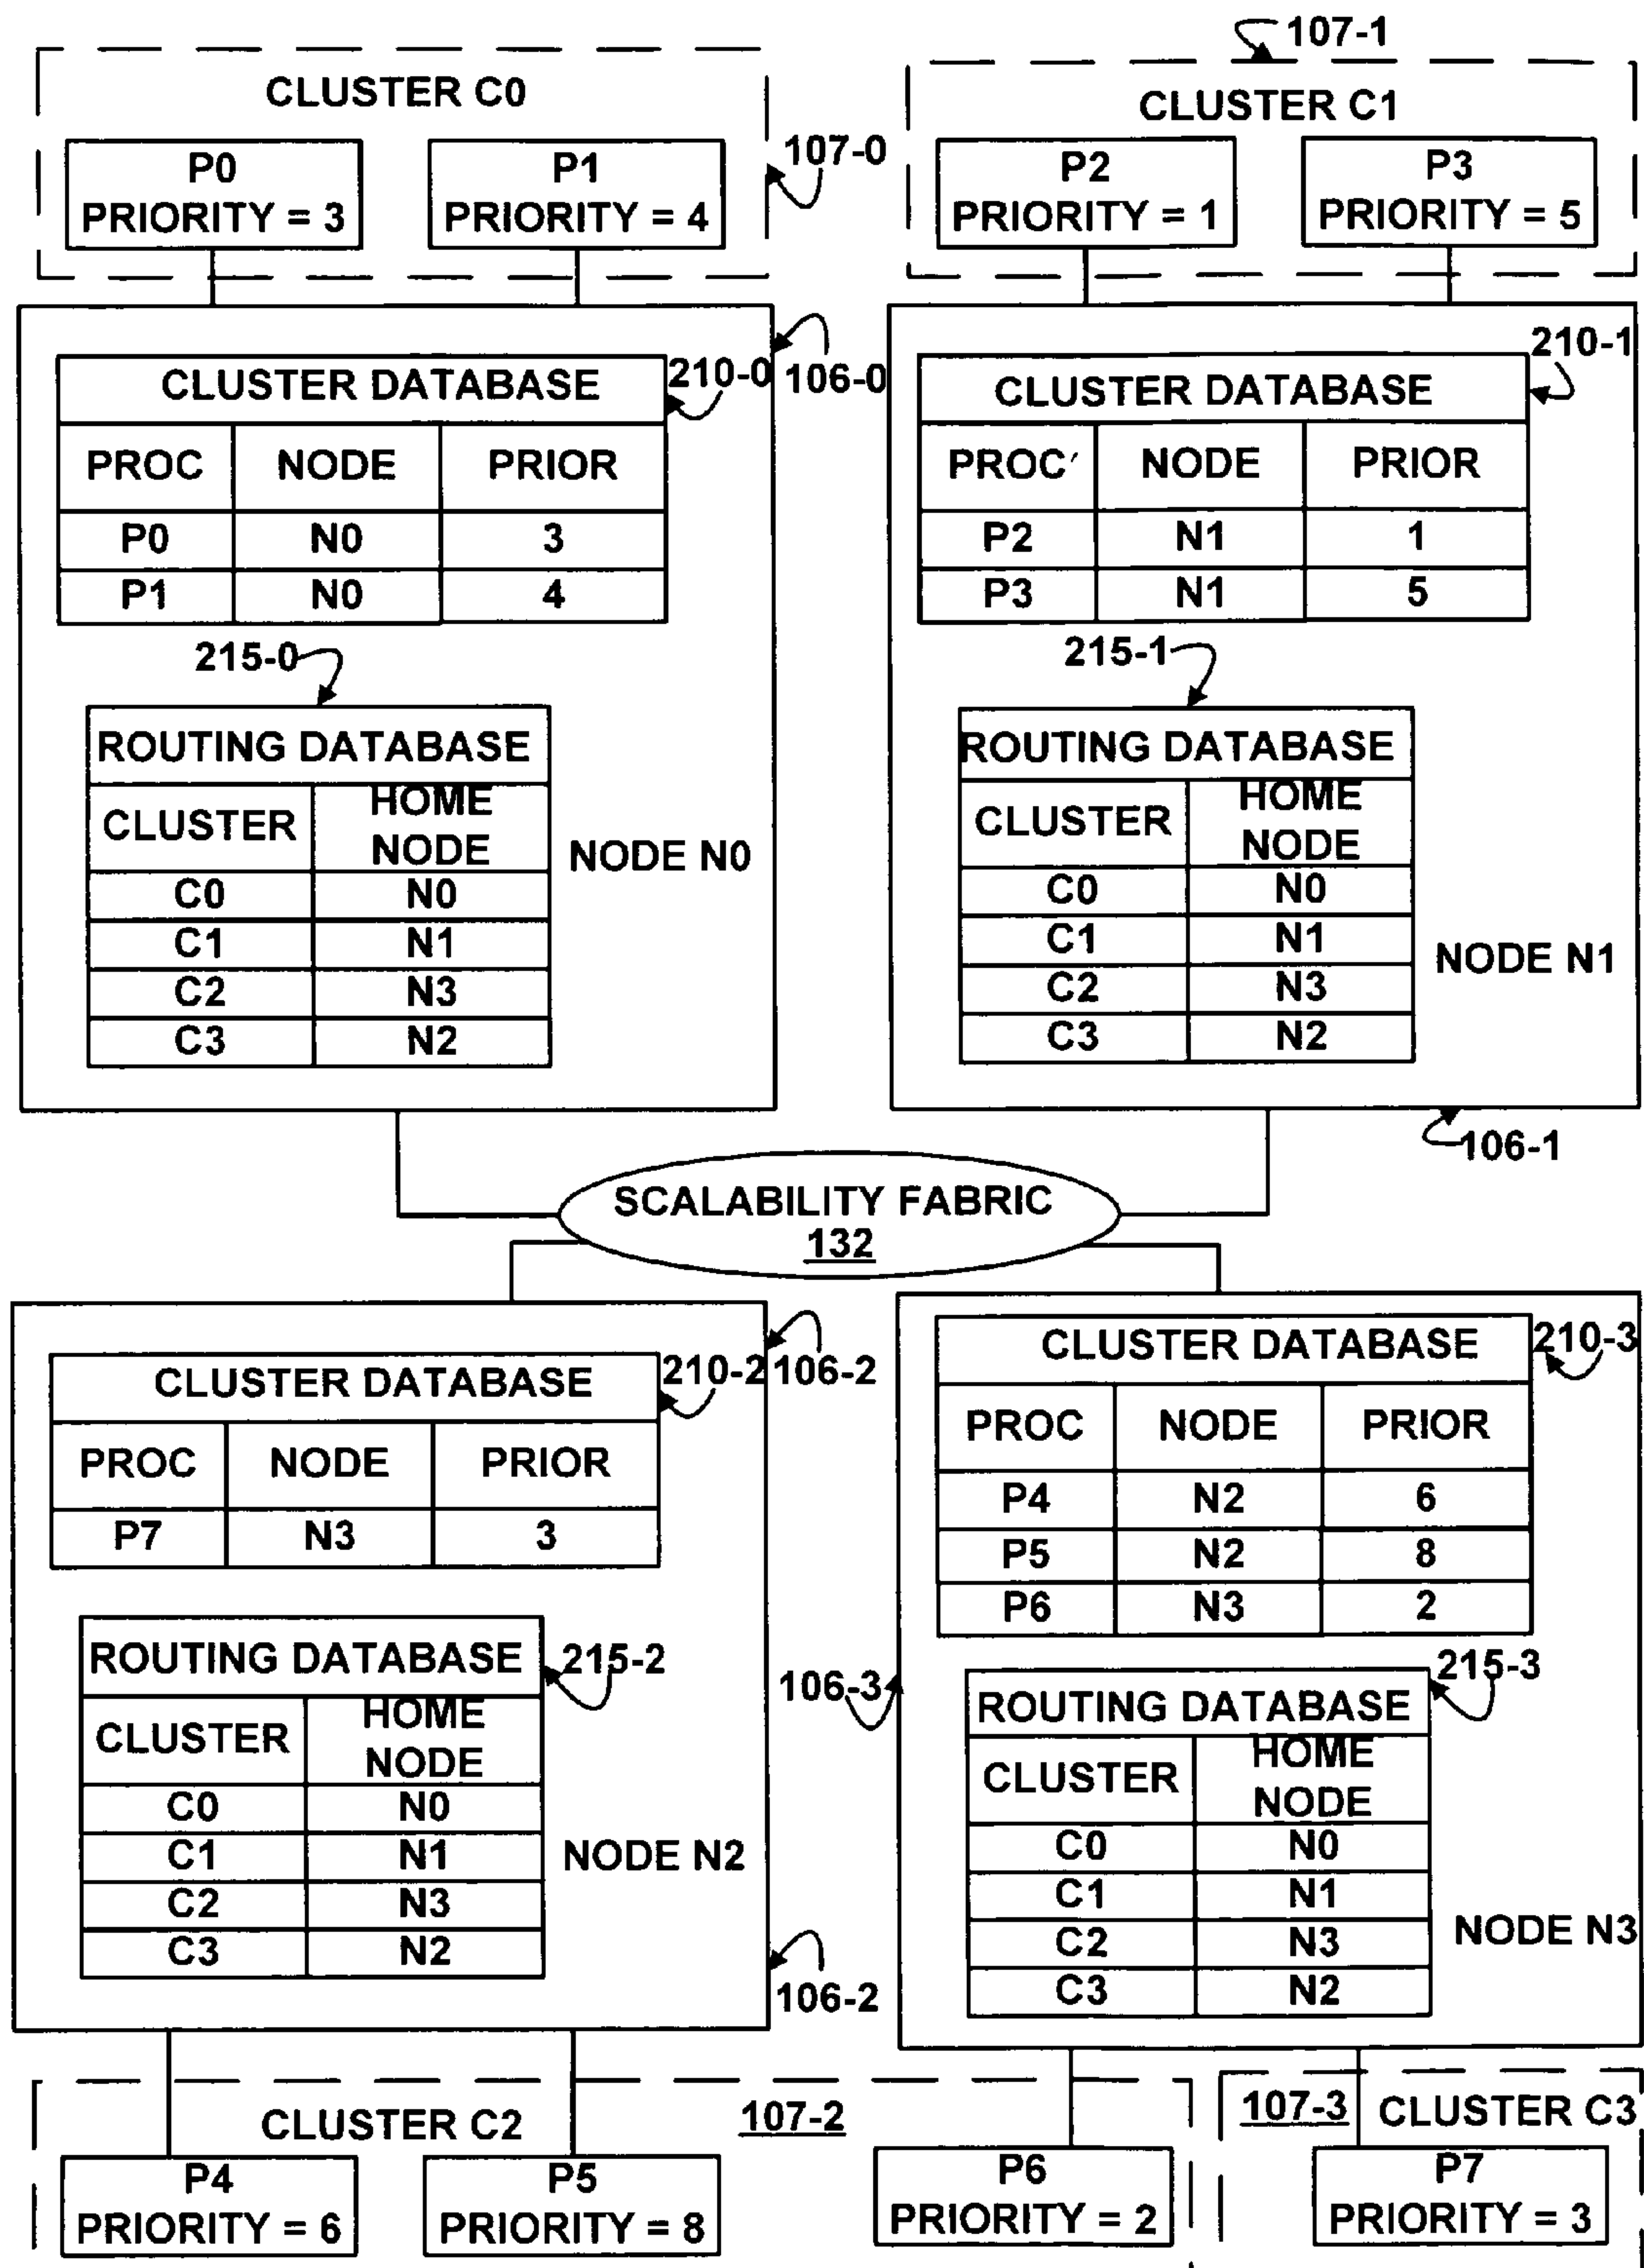 107-1
CLUSTER C0
CLUSTER C1
P0
PRIORITY = 3
P1
PRIORITY = 4
107-0
P2
PRIORITY = 1
P3
PRIORITY = 5
CLUSTER DATABASE
210-0
106-0
PROC NODE PRIOR
P0 N0 3
P1 N0 4
215-0
ROUTING DATABASE
CLUSTER HOME NODE
C0 N0
C1 N1
C2 N3
C3 N2
NODE N0
210-1
CLUSTER DATABASE
PROC NODE PRIOR
P2 N1 1
P3 N1 5
215-1
ROUTING DATABASE
CLUSTER HOME NODE
C0 N0
C1 N1
C2 N3
C3 N2
NODE N1
106-1
SCALABILITY FABRIC
132
CLUSTER DATABASE
210-2
106-2
PROC NODE PRIOR
P7 N3 3
ROUTING DATABASE
215-2
CLUSTER HOME NODE
C0 N0
C1 N1
C2 N3
C3 N2
NODE N2
106-2
CLUSTER DATABASE
210-3
PROC NODE PRIOR
P4 N2 6
P5 N2 8
P6 N3 2
106-3
215-3
ROUTING DATABASE
CLUSTER HOME NODE
C0 N0
C1 N1
C2 N3
C3 N2
NODE N3
CLUSTER C2
107-2
107-3
CLUSTER C3
P4
PRIORITY = 6
P5
PRIORITY = 8
P6
PRIORITY = 2
P7
PRIORITY = 3